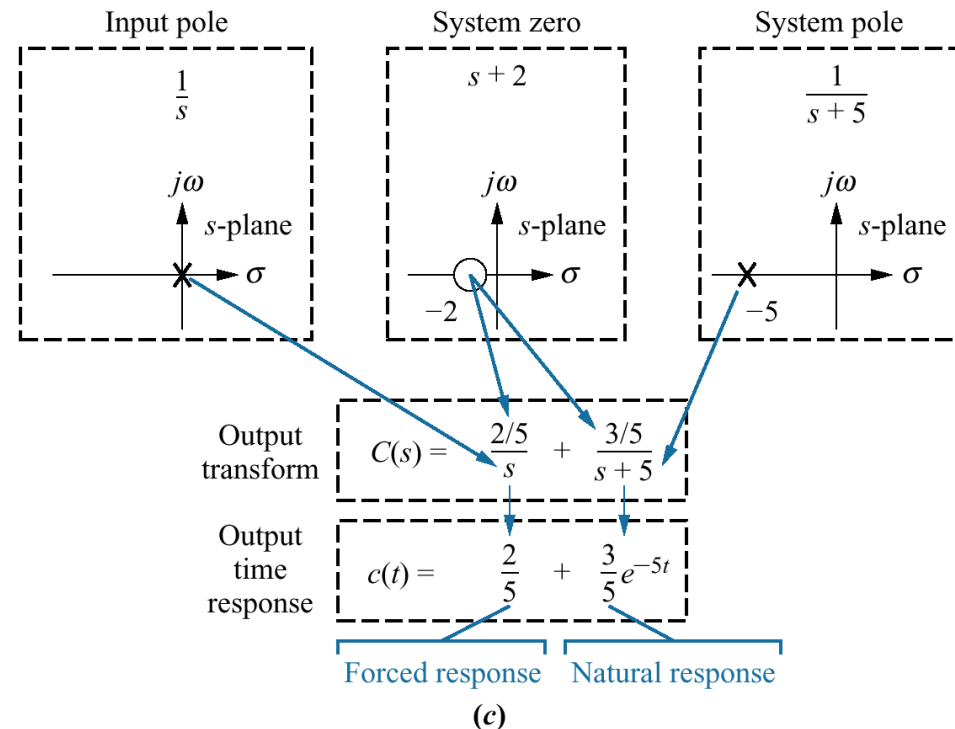 Input pole
System zero
System pole
1/s
s + 2
1/(s + 5)
jω
s-plane
σ
jω
s-plane
σ
−2
jω
s-plane
σ
−5
Output transform
C(s) = (2/5)/s + (3/5)/(s + 5)
Output time response
c(t) = 2/5 + 3/5 e^{−5t}
Forced response
Natural response
(c)